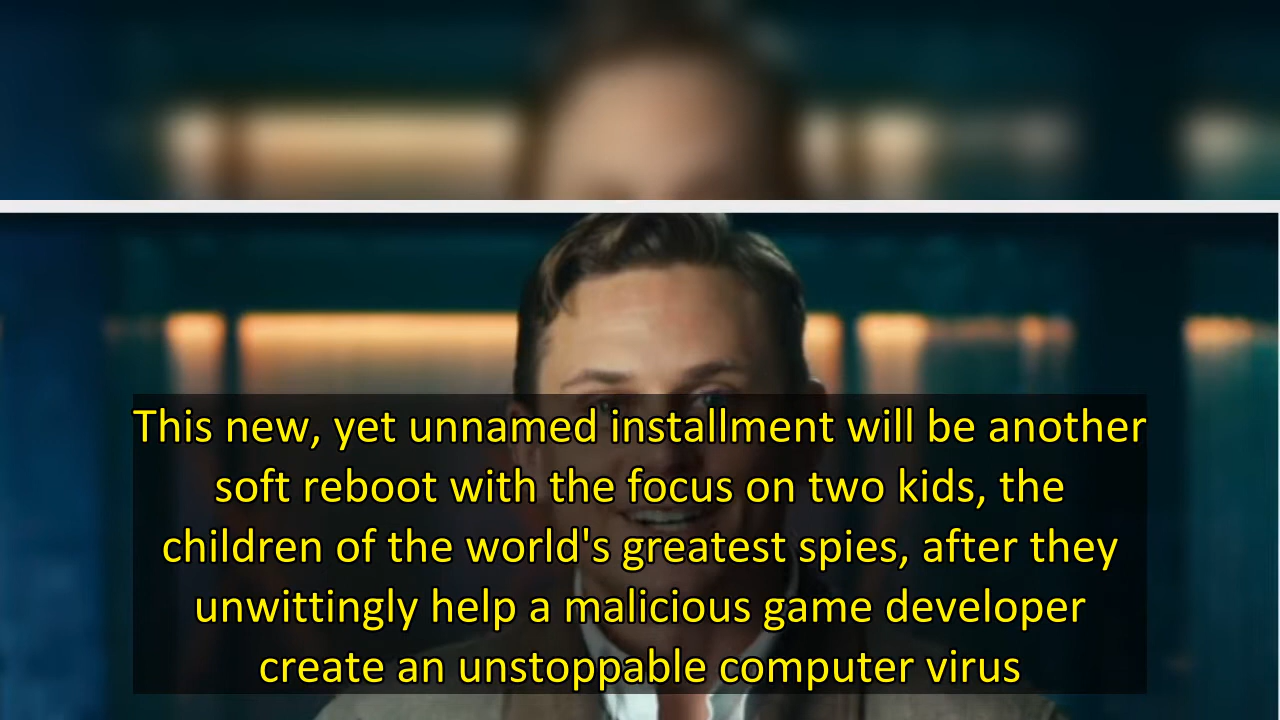 This new, yet unnamed installment will be another
soft reboot with the focus on two kids, the
children of the world's greatest spies, after they
unwittingly help a malicious game developer
create an unstoppable computer virus